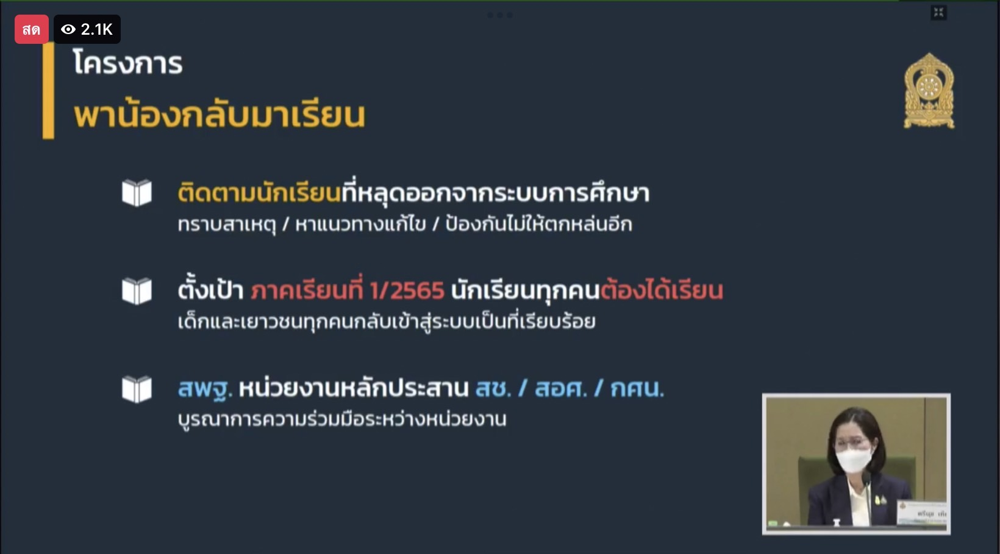 สด 2.1K
โครงการ
พาน้องกลับมาเรียน
ติดตามนักเรียนที่หลุดออกจากระบบการศึกษา
ทราบสาเหตุ / หาแนวทางแก้ไข / ป้องกันไม่ให้ตกหล่นอีก
ตั้งเป้า ภาคเรียนที่ 1/2565 นักเรียนทุกคนต้องได้เรียน
เด็กและเยาวชนทุกคนกลับเข้าสู่ระบบเป็นที่เรียบร้อย
สพฐ. หน่วยงานหลักประสาน สช. / สอศ. / กศน.
บูรณาการความร่วมมือระหว่างหน่วยงาน
ตรีนุช